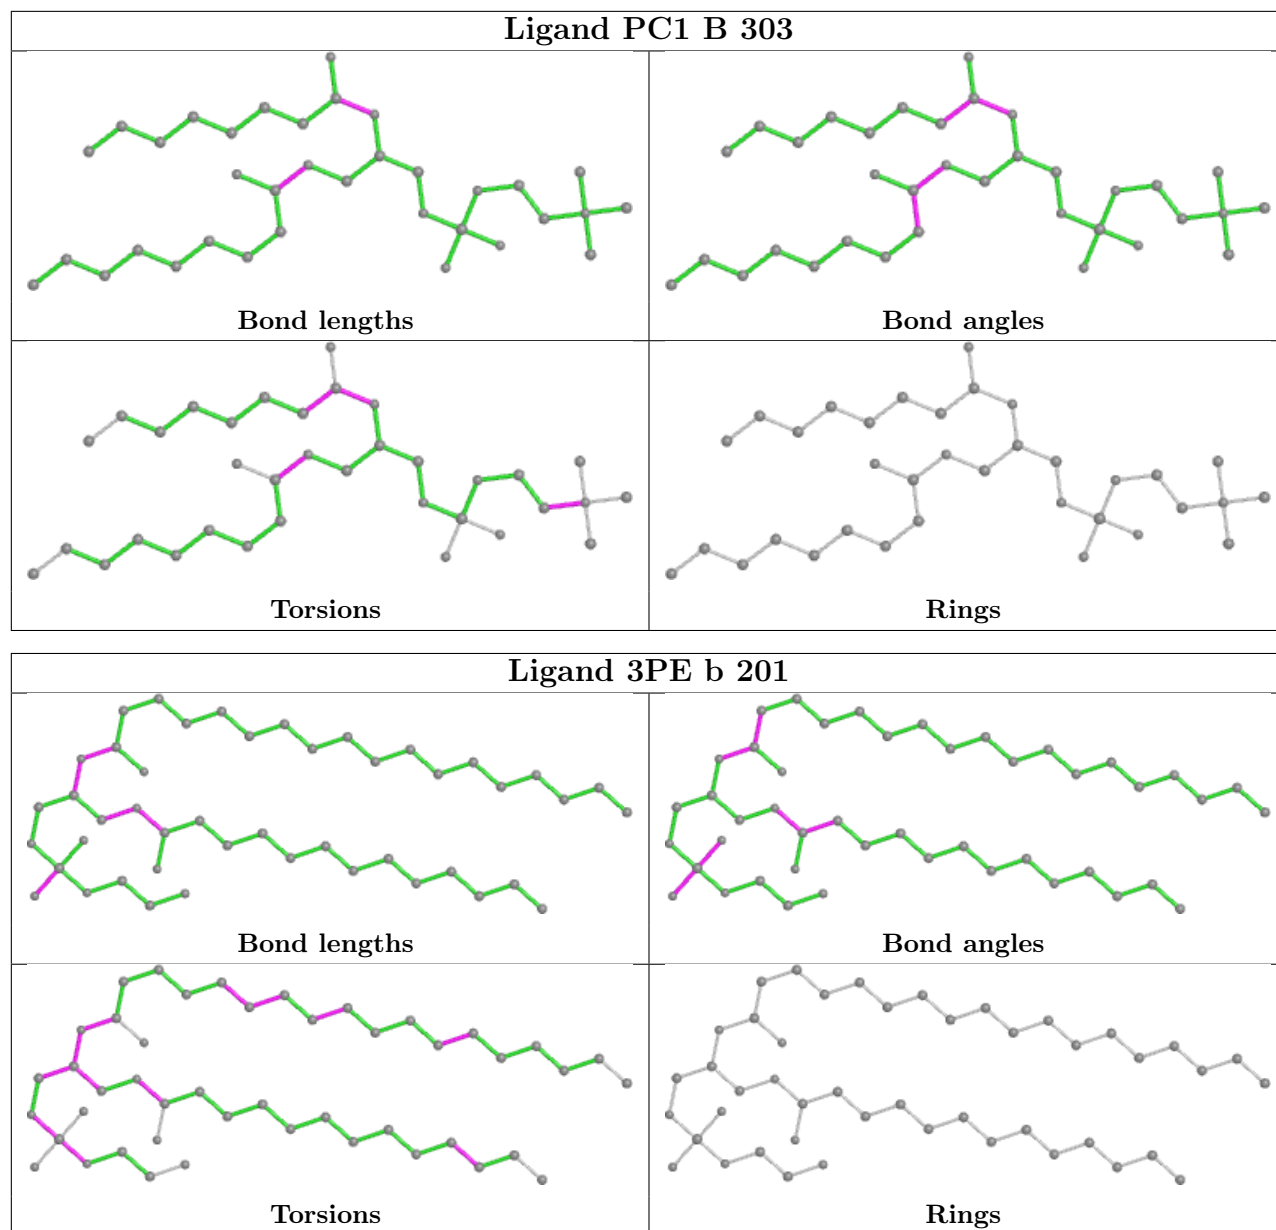 Ligand PC1 B 303
Bond lengths
Bond angles
Torsions
Rings
Ligand 3PE b 201
Bond lengths
Bond angles
Torsions
Rings